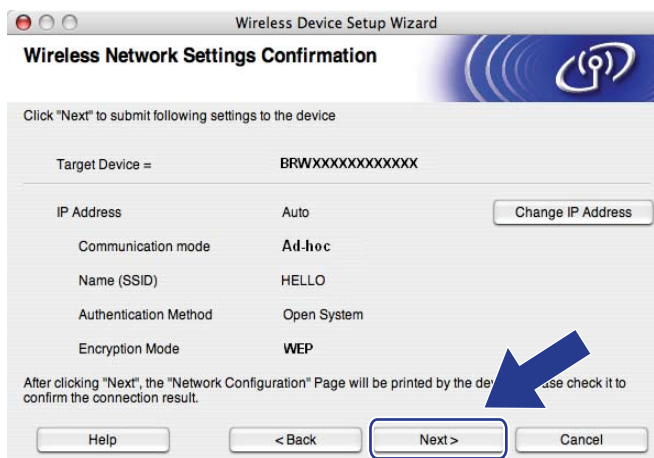 Wireless Device Setup Wizard
Wireless Network Settings Confirmation
Click "Next" to submit following settings to the device
Target Device = BRWXXXXXXXXXXXX
IP Address Auto Change IP Address
Communication mode Ad-hoc
Name (SSID) HELLO
Authentication Method Open System
Encryption Mode WEP
After clicking "Next", the "Network Configuration" Page will be printed by the check it to
confirm the connection result.
Help < Back Next > Cancel